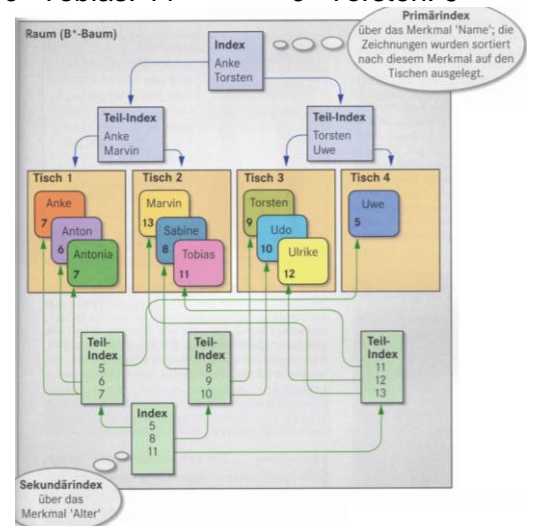 Primärindex
über das Merkmal 'Name'; die
Zeichnungen wurden sortiert
nach diesem Merkmal auf den
Tischen ausgelegt.
Raum (B*-Baum)
Index
Anke
Torsten
Teil-Index
Anke
Marvin
Teil-Index
Torsten
Uwe
Tisch 1
Anke
7
Anton
6
Antonia
7
Tisch 2
Marvin
13
Sabine
8
Tobias
11
Tisch 3
Torsten
9
Udo
10
Ulrike
12
Tisch 4
Uwe
5
Teil-
Index
5
6
7
Teil-
Index
8
9
10
Teil-
Index
11
12
13
Index
5
8
11
Sekundärindex
über das
Merkmal 'Alter'